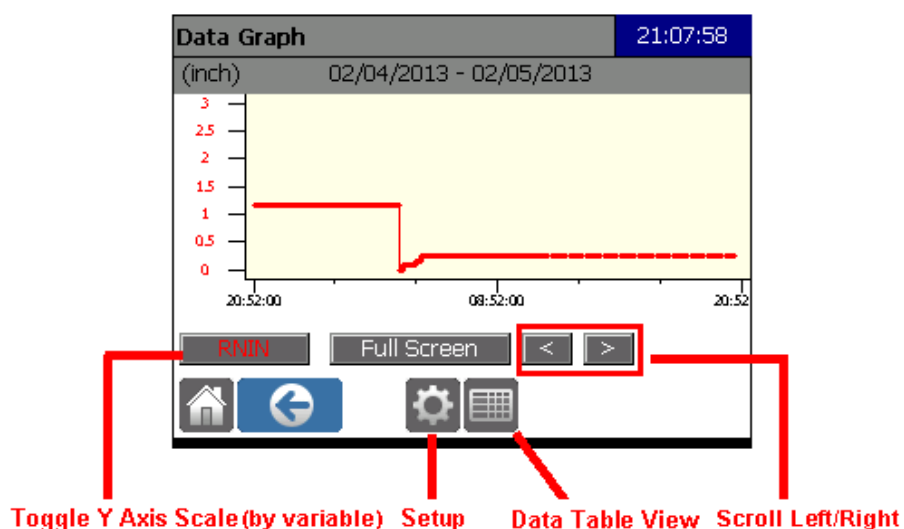 Data Graph 21:07:58
(inch) 02/04/2013 - 02/05/2013
3
2.5
2
1.5
1
0.5
0
20:52:00 08:52:00 20:52
RNIN Full Screen < >
Toggle Y Axis Scale(by variable) Setup Data Table View Scroll Left/Right